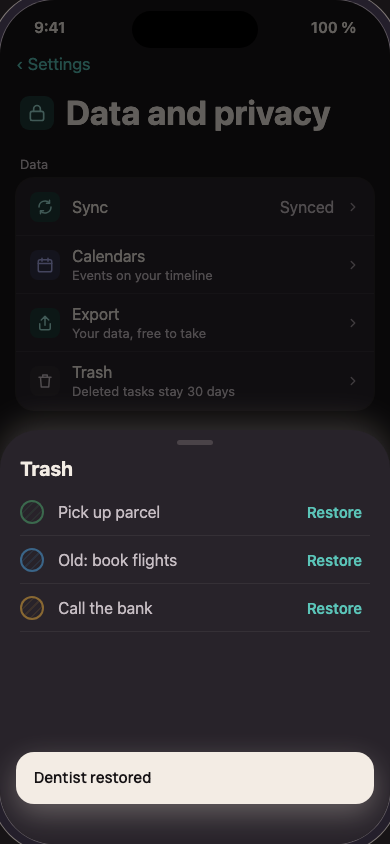 9:41
100 %
‹ Settings
Data and privacy
Data
Sync
Synced
Calendars
Events on your timeline
Export
Your data, free to take
Trash
Deleted tasks stay 30 days
Trash
Pick up parcel
Restore
Old: book flights
Restore
Call the bank
Restore
Dentist restored